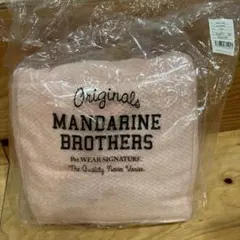 Originals
MANDARINE
BROTHERS
Pet WEAR SIGNATURE.
The Quality Never Varies.